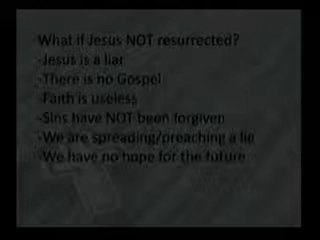 What if Jesus NOT resurrected?
-Jesus is a liar
-There is no Gospel
-Faith is useless
-Sins have NOT been forgiven
-We are spreading/preaching a lie
-We have no hope for the future